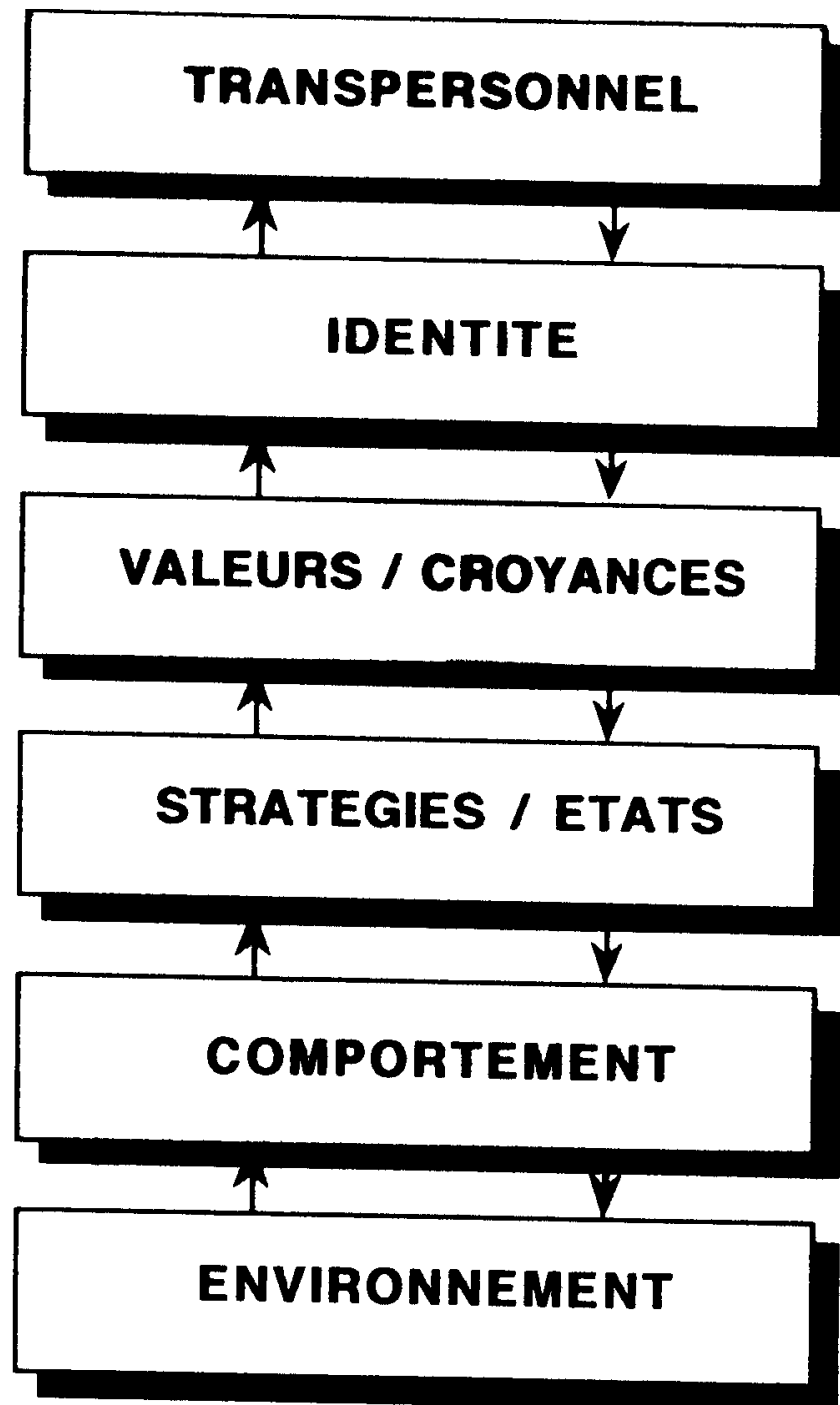 TRANSPERSONNEL
IDENTITE
VALEURS / CROYANCES
STRATEGIES / ETATS
COMPORTEMENT
ENVIRONNEMENT